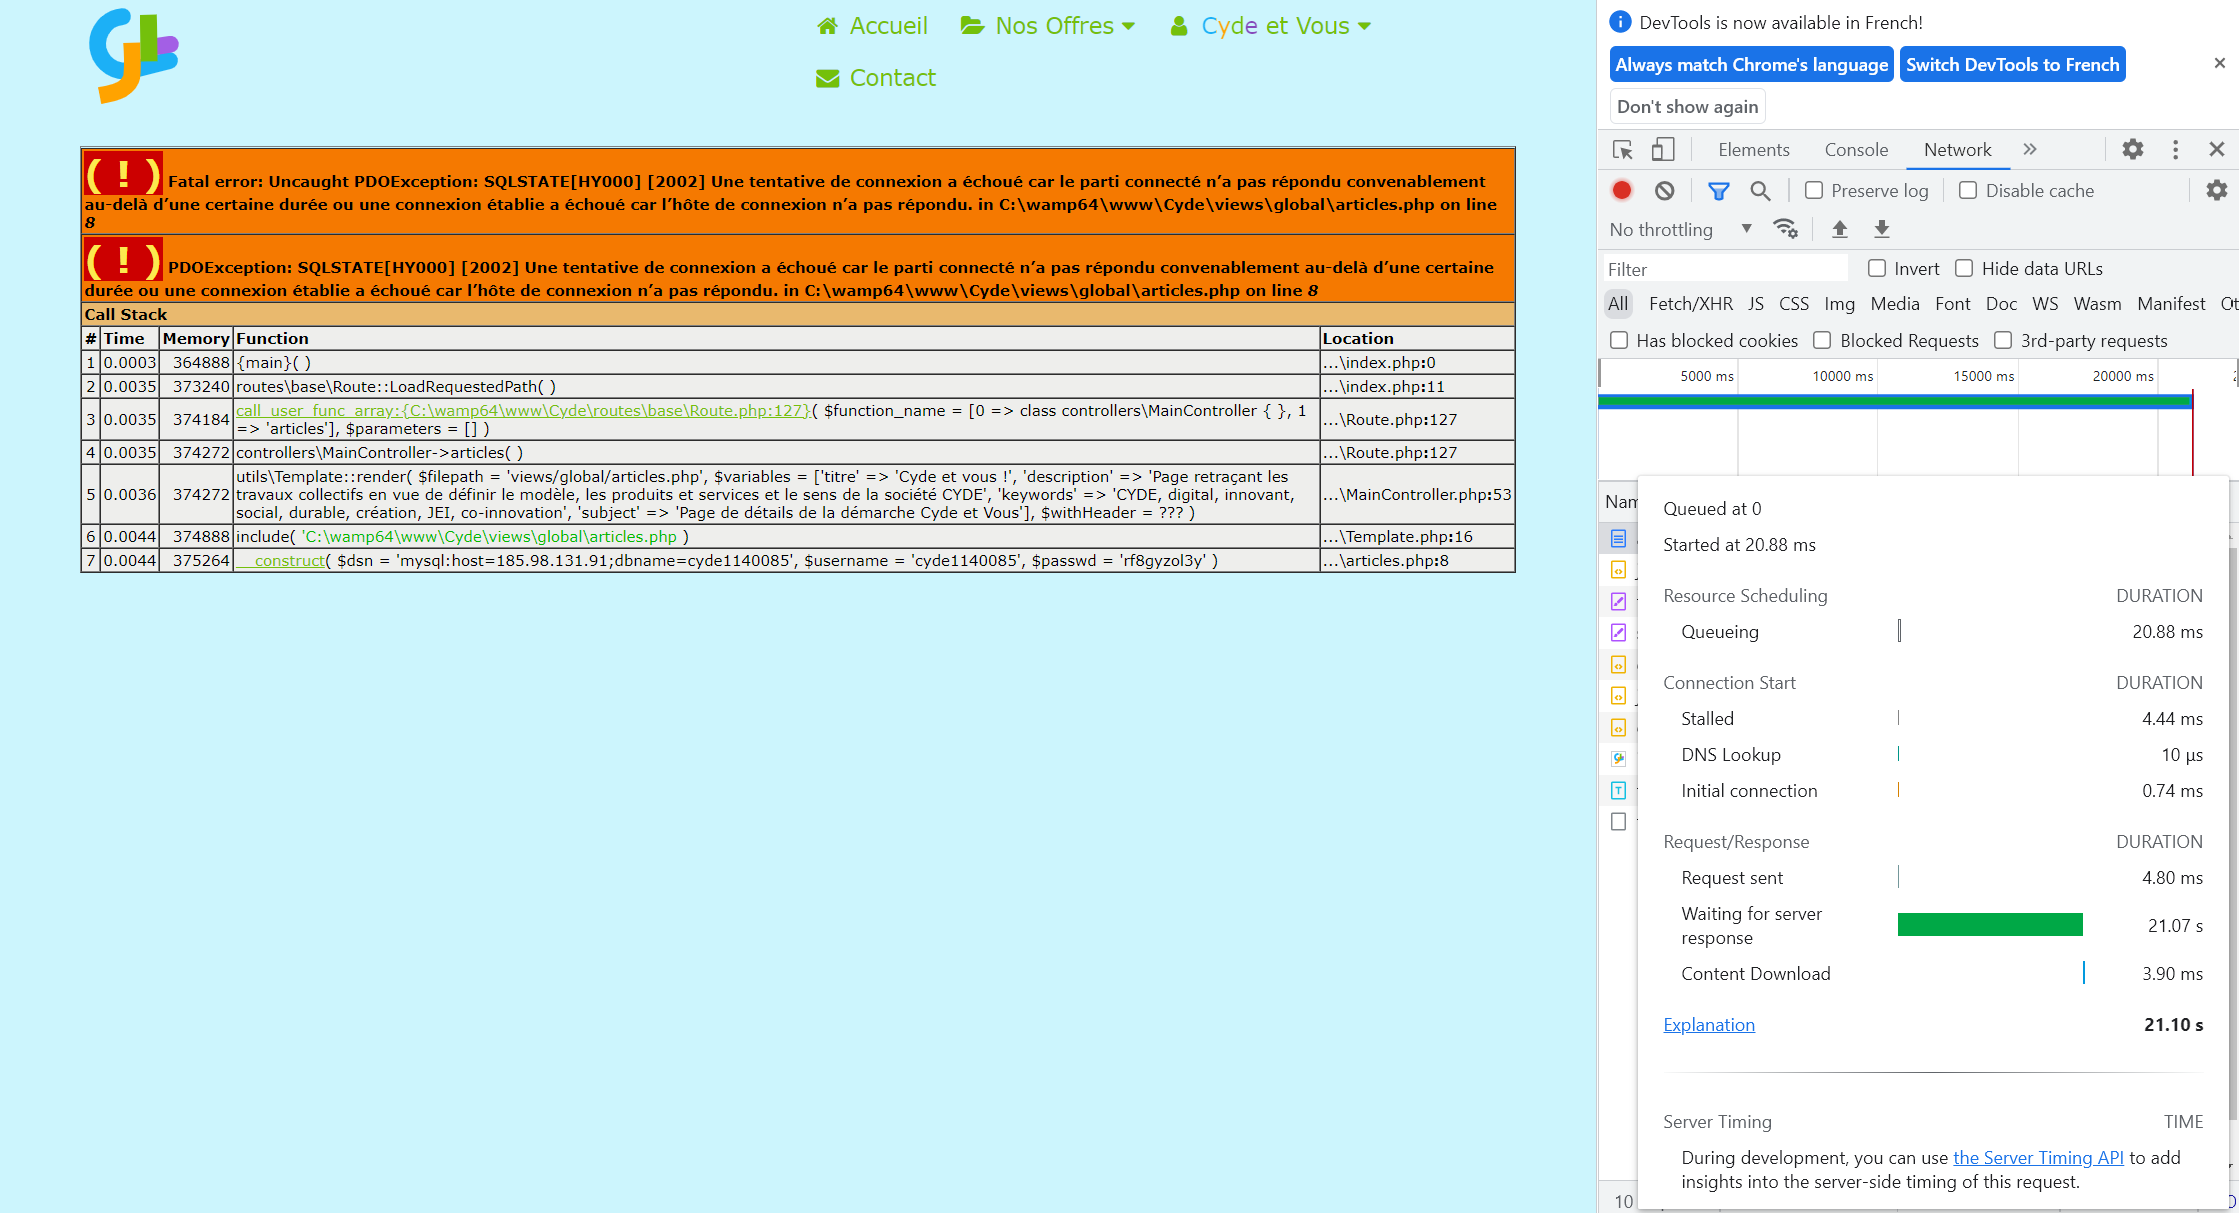 Accueil
Nos Offres
Cyde et Vous
Contact
( ! ) Fatal error: Uncaught PDOException: SQLSTATE[HY000] [2002] Une tentative de connexion a échoué car le parti connecté n’a pas répondu convenablement
au-delà d’une certaine durée ou une connexion établie a échoué car l’hôte de connexion n’a pas répondu. in C:\wamp64\www\Cyde\views\global\articles.php on line
8
( ! ) PDOException: SQLSTATE[HY000] [2002] Une tentative de connexion a échoué car le parti connecté n’a pas répondu convenablement au-delà d’une certaine
durée ou une connexion établie a échoué car l’hôte de connexion n’a pas répondu. in C:\wamp64\www\Cyde\views\global\articles.php on line 8
Call Stack
# Time Memory Function Location
1 0.0003 364888 {main}( ) ...\index.php:0
2 0.0035 373240 routes\base\Route::LoadRequestedPath( ) ...\index.php:11
3 0.0035 374184 call_user_func_array:{C:\wamp64\www\Cyde\routes\base\Route.php:127}( $function_name = [0 => class controllers\MainController { }, 1
=> 'articles'], $parameters = [] ) ...\Route.php:127
4 0.0035 374272 controllers\MainController->articles( ) ...\Route.php:127
5 0.0036 374272 utils\Template::render( $filepath = 'views/global/articles.php', $variables = ['titre' => 'Cyde et vous !', 'description' => 'Page retraçant les
travaux collectifs en vue de définir le modèle, les produits et services et le sens de la société CYDE', 'keywords' => 'CYDE, digital, innovant,
social, durable, création, JEI, co-innovation', 'subject' => 'Page de détails de la démarche Cyde et Vous'], $withHeader = ??? ) ...\MainController.php:53
6 0.0044 374888 include( 'C:\wamp64\www\Cyde\views\global\articles.php ) ...\Template.php:16
7 0.0044 375264 __construct( $dsn = 'mysql:host=185.98.131.91;dbname=cyde1140085', $username = 'cyde1140085', $passwd = 'rf8gyzol3y' ) ...\articles.php:8
DevTools is now available in French!
Always match Chrome's language
Switch DevTools to French
Don't show again
Elements
Console
Network
Preserve log
Disable cache
No throttling
Filter
Invert
Hide data URLs
All Fetch/XHR JS CSS Img Media Font Doc WS Wasm Manifest
Has blocked cookies
Blocked Requests
3rd-party requests
5000 ms 10000 ms 15000 ms 20000 ms
Queued at 0
Started at 20.88 ms
Resource Scheduling DURATION
Queueing 20.88 ms
Connection Start DURATION
Stalled 4.44 ms
DNS Lookup 10 µs
Initial connection 0.74 ms
Request/Response DURATION
Request sent 4.80 ms
Waiting for server
response 21.07 s
Content Download 3.90 ms
Explanation 21.10 s
Server Timing TIME
During development, you can use the Server Timing API to add
insights into the server-side timing of this request.
10